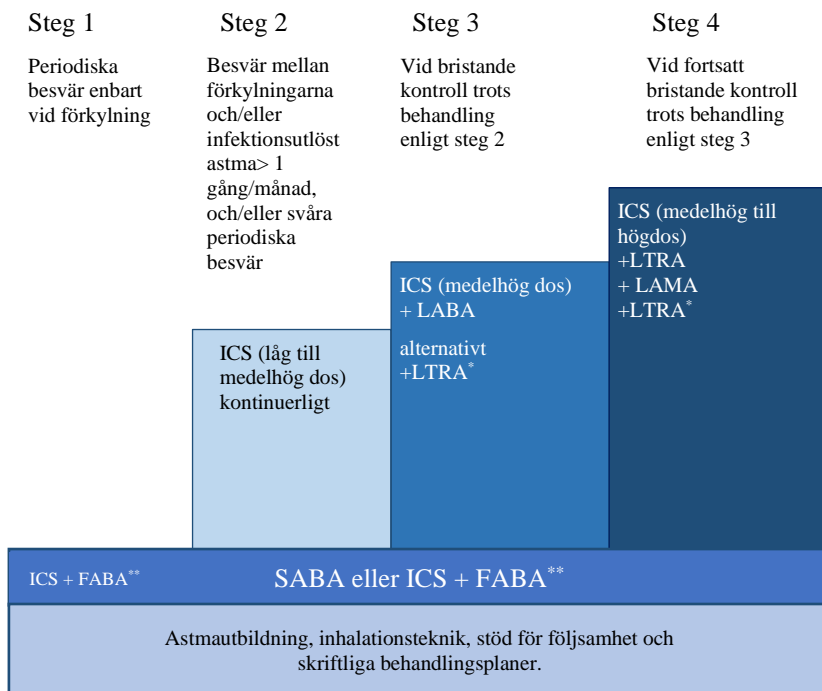 Steg 1
Periodiska
besvär enbart
vid förkylning
Steg 2
Besvär mellan
förkylningarna
och/eller
infektionsutlöst
astma> 1
gång/månad,
och/eller svåra
periodiska
besvär
Steg 3
Vid bristande
kontroll trots
behandling
enligt steg 2
Steg 4
Vid fortsatt
bristande kontroll
trots behandling
enligt steg 3
ICS (låg till
medelhög dos)
kontinuerligt
ICS (medelhög dos)
+ LABA
alternativt
+LTRA*
ICS (medelhög till
högdos)
+LTRA
+ LAMA
+LTRA*
ICS + FABA**
SABA eller ICS + FABA**
Astmautbildning, inhalationsteknik, stöd för följsamhet och
skriftliga behandlingsplaner.